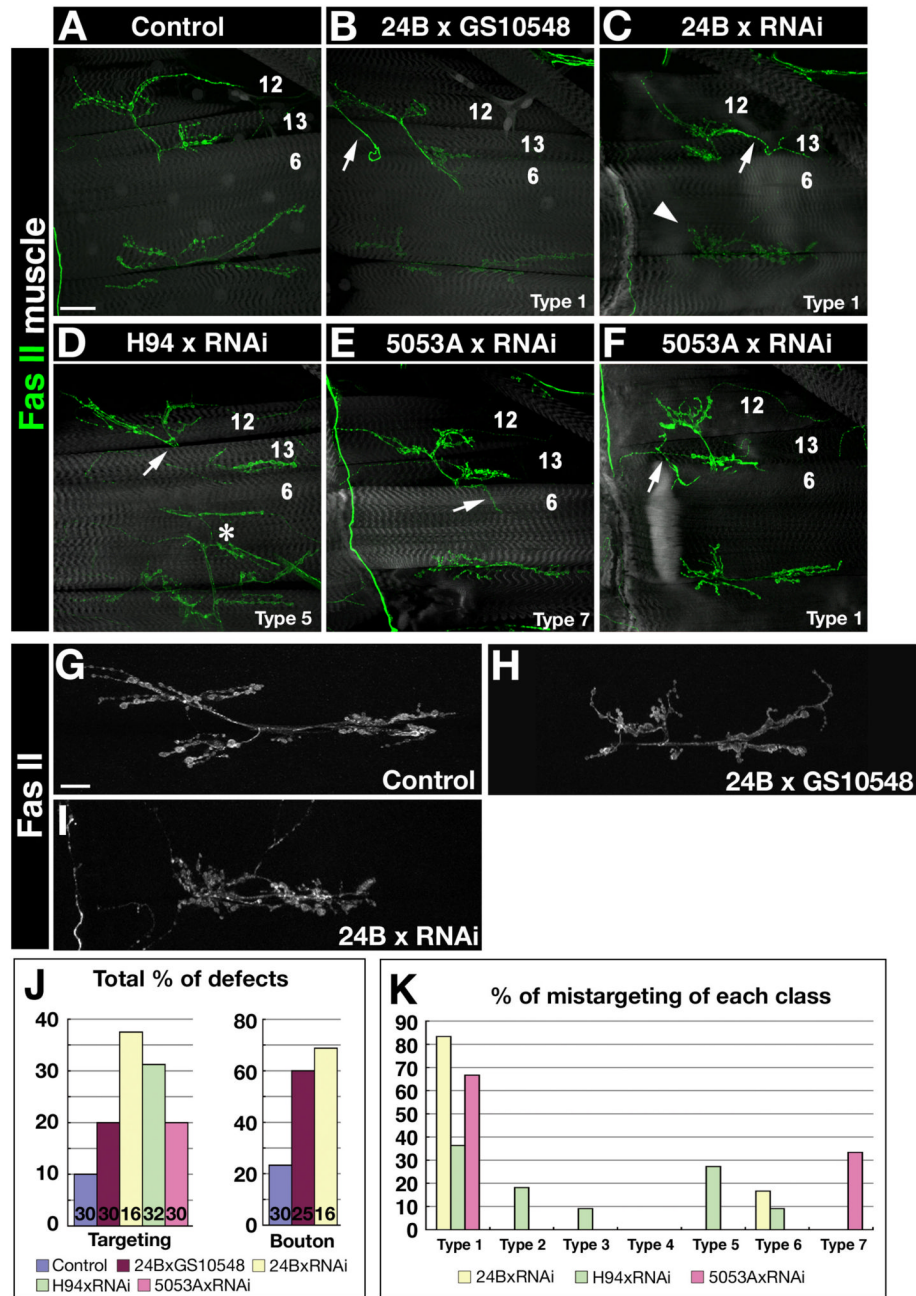 A Control
B 24B x GS10548
C 24B x RNAi
12
13
6
12
13
6
Type 1
12
13
6
Type 1
Fas II muscle
D H94 x RNAi
E 5053A x RNAi
F 5053A x RNAi
12
13
6
*
Type 5
12
13
6
Type 7
12
13
6
Type 1
Fas II
G
Control
H
24B x GS10548
I
24B x RNAi
J Total % of defects
40
30
20
10
0
30 30 16 32 30
Targeting
80
60
40
20
0
30 25 16
Bouton
Control 24BxGS10548 24BxRNAi
H94xRNAi 5053AxRNAi
K % of mistargeting of each class
90
80
70
60
50
40
30
20
10
0
Type 1 Type 2 Type 3 Type 4 Type 5 Type 6 Type 7
24BxRNAi H94xRNAi 5053AxRNAi